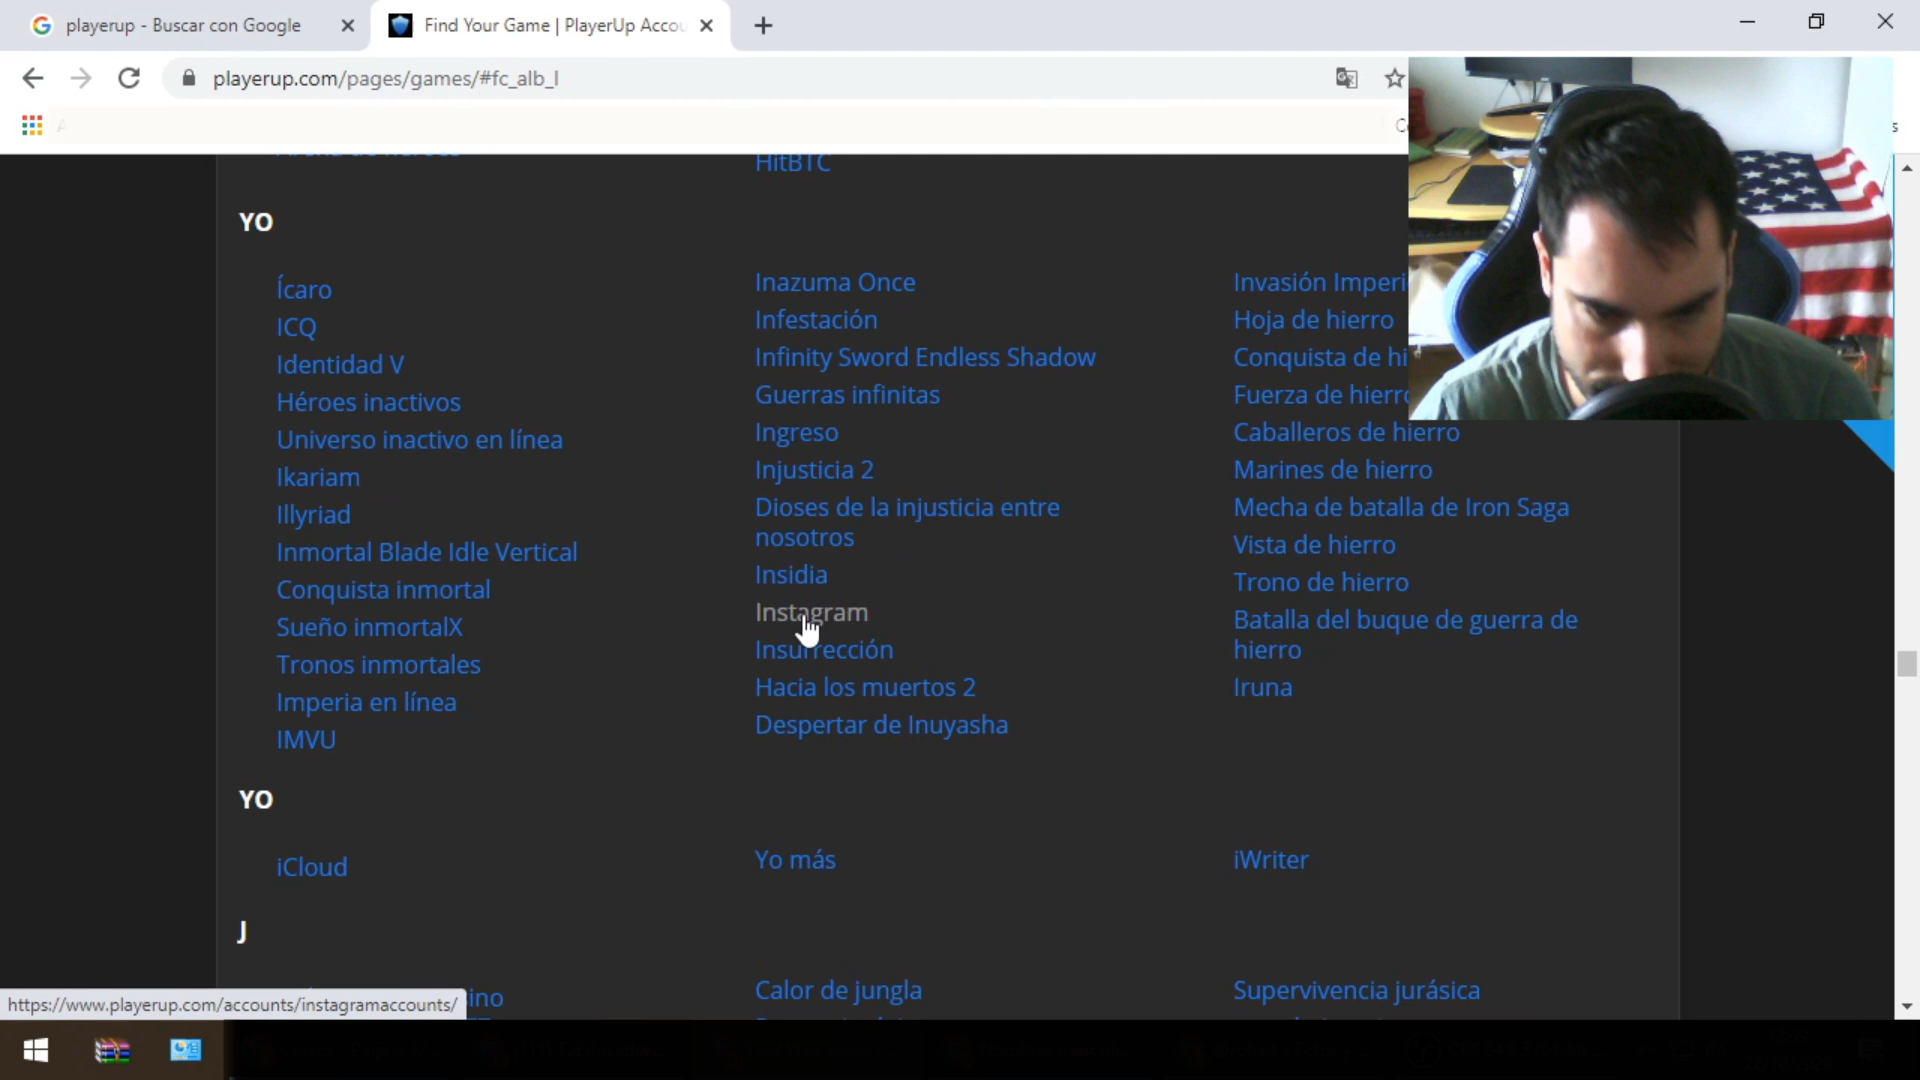 playerup - Buscar con Google
Find Your Game | PlayerUp Accou
playerup.com/pages/games/#fc_alb_I
HitBTC
YO
Ícaro
ICQ
Identidad V
Héroes inactivos
Universo inactivo en línea
Ikariam
Illyriad
Inmortal Blade Idle Vertical
Conquista inmortal
Sueño inmortalX
Tronos inmortales
Imperia en línea
IMVU
Inazuma Once
Infestación
Infinity Sword Endless Shadow
Guerras infinitas
Ingreso
Injusticia 2
Dioses de la injusticia entre
nosotros
Insidia
Instagram
Insurrección
Hacia los muertos 2
Despertar de Inuyasha
Invasión Imperi
Hoja de hierro
Conquista de hi
Fuerza de hierro
Caballeros de hierro
Marines de hierro
Mecha de batalla de Iron Saga
Vista de hierro
Trono de hierro
Batalla del buque de guerra de
hierro
Iruna
YO
iCloud
Yo más
iWriter
J
ino
Calor de jungla
Supervivencia jurásica
https://www.playerup.com/accounts/instagramaccounts/